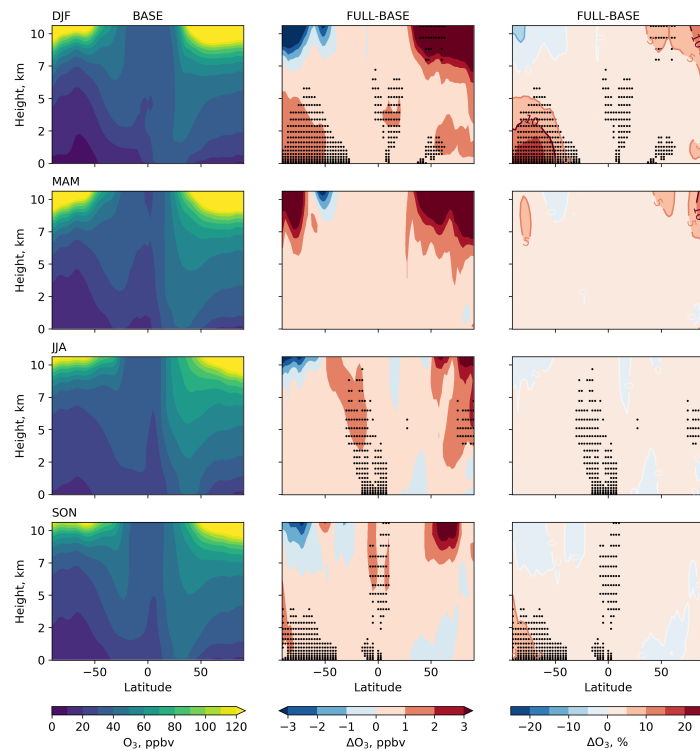 DJF BASE FULL-BASE FULL-BASE
Height, km
10
7
5
2
0
−50 0 50
MAM
Height, km
10
7
5
2
0
JJA
Height, km
10
7
5
2
0
SON
Height, km
10
7
5
2
0
−50 0 50 −50 0 50 −50 0 50
Latitude Latitude Latitude
0 20 40 60 80 100 120 −3 −2 −1 0 1 2 3 −20 −10 0 10 20
O3, ppbv ΔO3, ppbv ΔO3, %